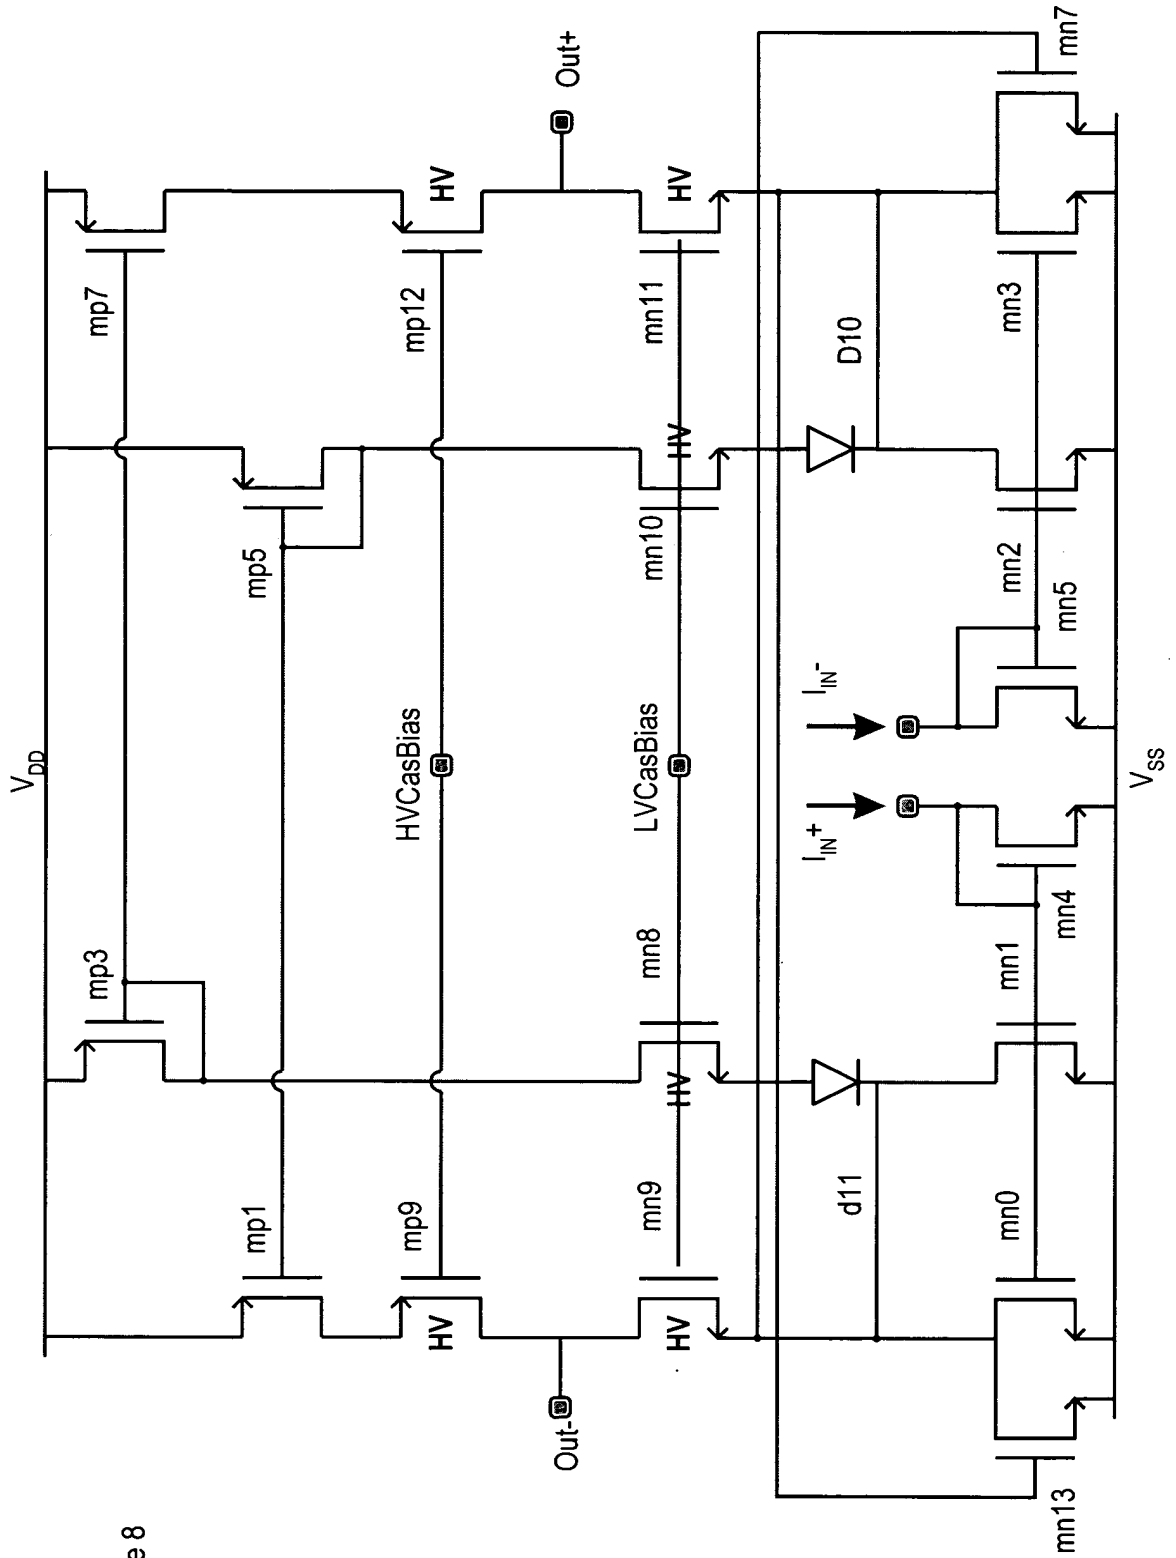 V_DD
mp3
mp7
mp1
mp5
mp9
HV
HVCasBias
mp12
HV
Out-
Out+
mn9
HV
HV
mn8
LVCasBias
mn10
HV
mn11
HV
d11
I_IN+
I_IN-
D10
mn13
mn0
mn1
mn4
mn5
mn2
mn3
mn7
V_SS
e 8